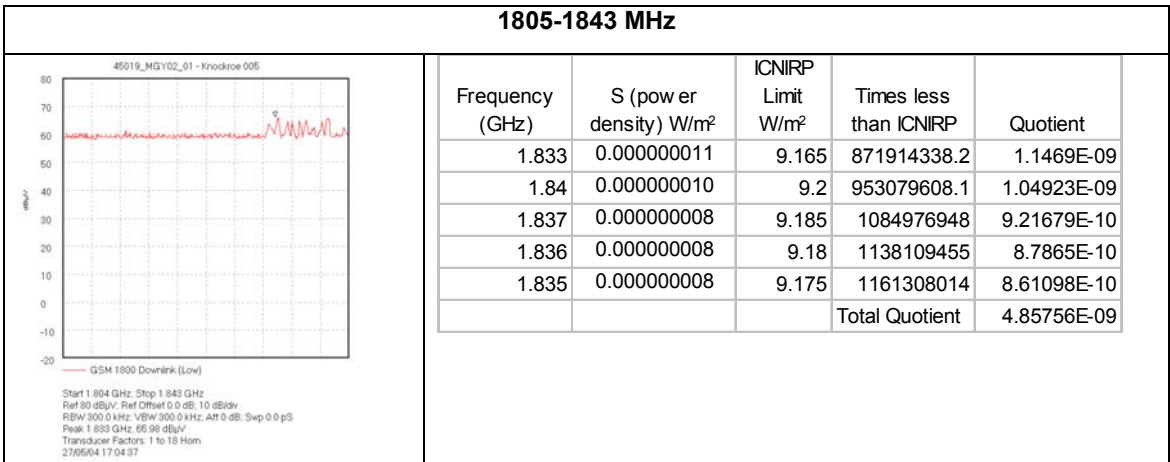 1805-1843 MHz
45019_MGY02_01 - Knockroe 005
80
70
60
50
40
30
20
10
0
-10
-20
dBµV
GSM 1800 Downlink (Low)
Start 1.804 GHz; Stop 1.843 GHz
Ref 80 dBµV; Ref Offset 0.0 dB; 10 dB/div
RBW 300.0 kHz; VBW 300.0 kHz; Att 0 dB; Swp 0.0 pS
Peak 1.833 GHz, 65.98 dBµV
Transducer Factors: 1 to 18 Horn
27/05/04 17:04:37
Frequency (GHz) S (pow er density) W/m² ICNIRP Limit W/m² Times less than ICNIRP Quotient
1.833 0.000000011 9.165 871914338.2 1.1469E-09
1.84 0.000000010 9.2 953079608.1 1.04923E-09
1.837 0.000000008 9.185 1084976948 9.21679E-10
1.836 0.000000008 9.18 1138109455 8.7865E-10
1.835 0.000000008 9.175 1161308014 8.61098E-10
Total Quotient 4.85756E-09